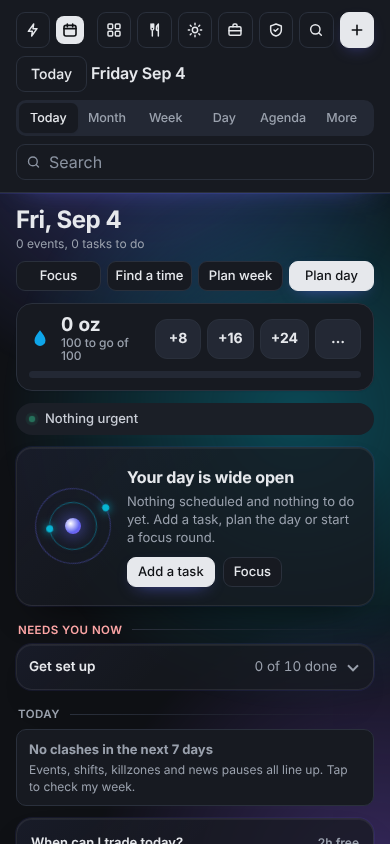 Today Friday Sep 4
Today Month Week Day Agenda More
Search
Fri, Sep 4
0 events, 0 tasks to do
Focus Find a time Plan week Plan day
0 oz
100 to go of
100
+8 +16 +24 ...
Nothing urgent
Your day is wide open
Nothing scheduled and nothing to do
yet. Add a task, plan the day or start
a focus round.
Add a task Focus
NEEDS YOU NOW
Get set up 0 of 10 done
TODAY
No clashes in the next 7 days
Events, shifts, killzones and news pauses all line up. Tap
to check my week.
When can I trade today? 2h free